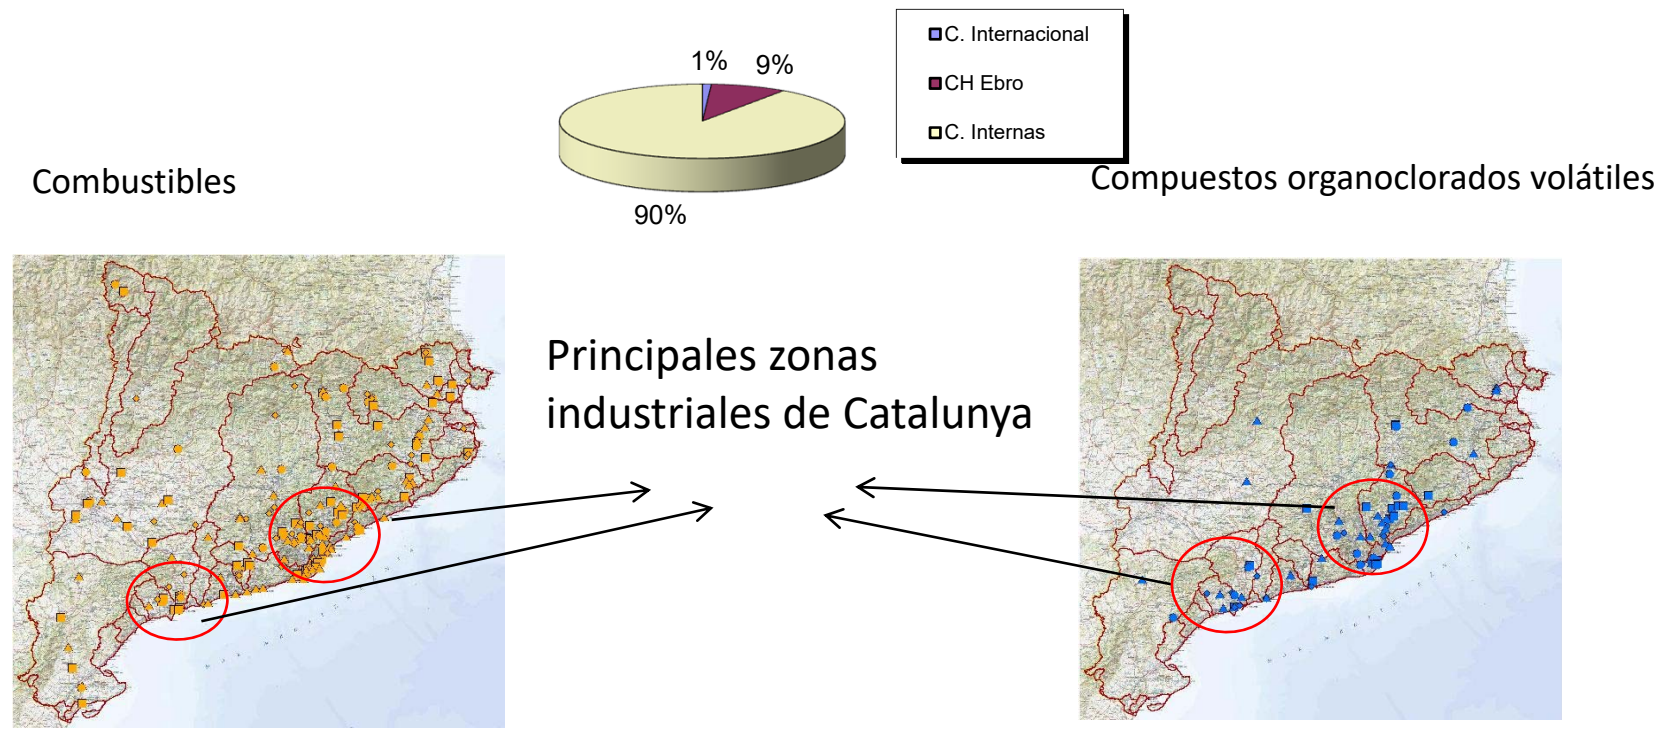 1%
9%
90%
C. Internacional
CH Ebro
C. Internas
Combustibles
Compuestos organoclorados volátiles
Principales zonas
industriales de Catalunya